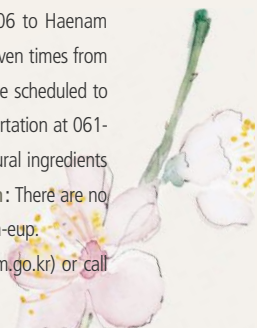 06 to Haenam
ven times from
e scheduled to
rtation at 061-
ural ingredients
n : There are no
-eup.
m.go.kr) or call